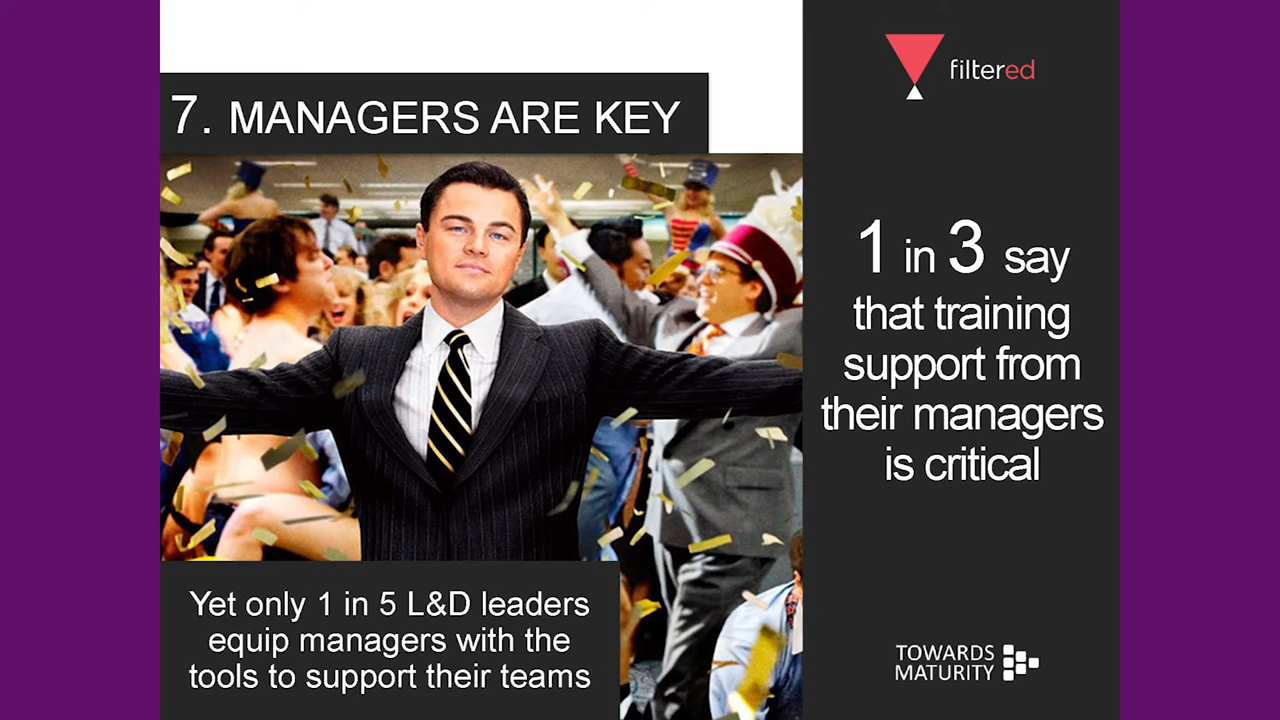 7. MANAGERS ARE KEY
filtered
1 in 3 say
that training
support from
their managers
is critical
Yet only 1 in 5 L&D leaders
equip managers with the
tools to support their teams
TOWARDS
MATURITY